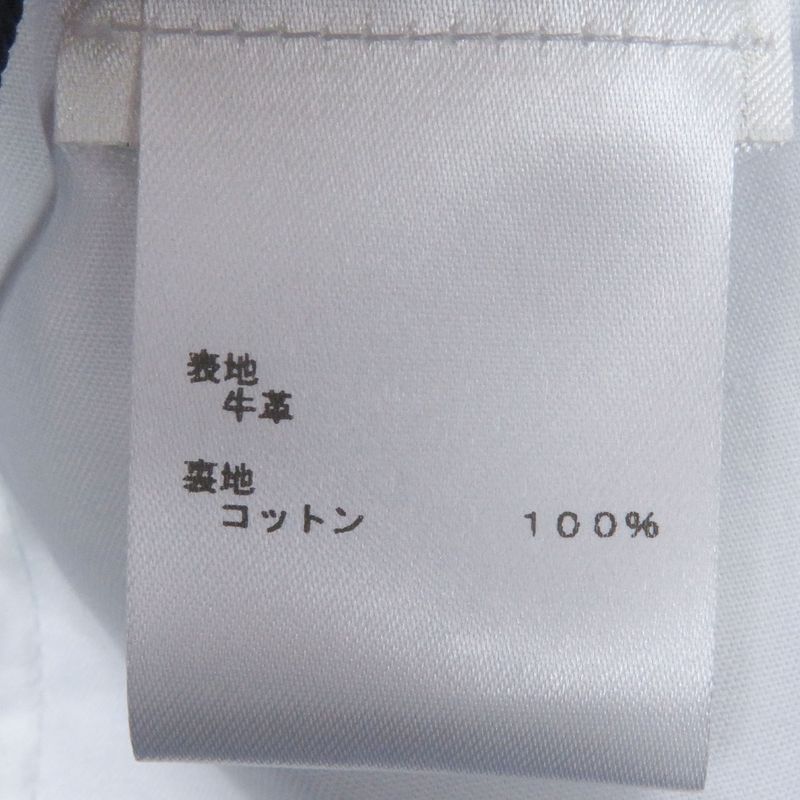 表地
牛革
裏地
コットン　　　　１００％